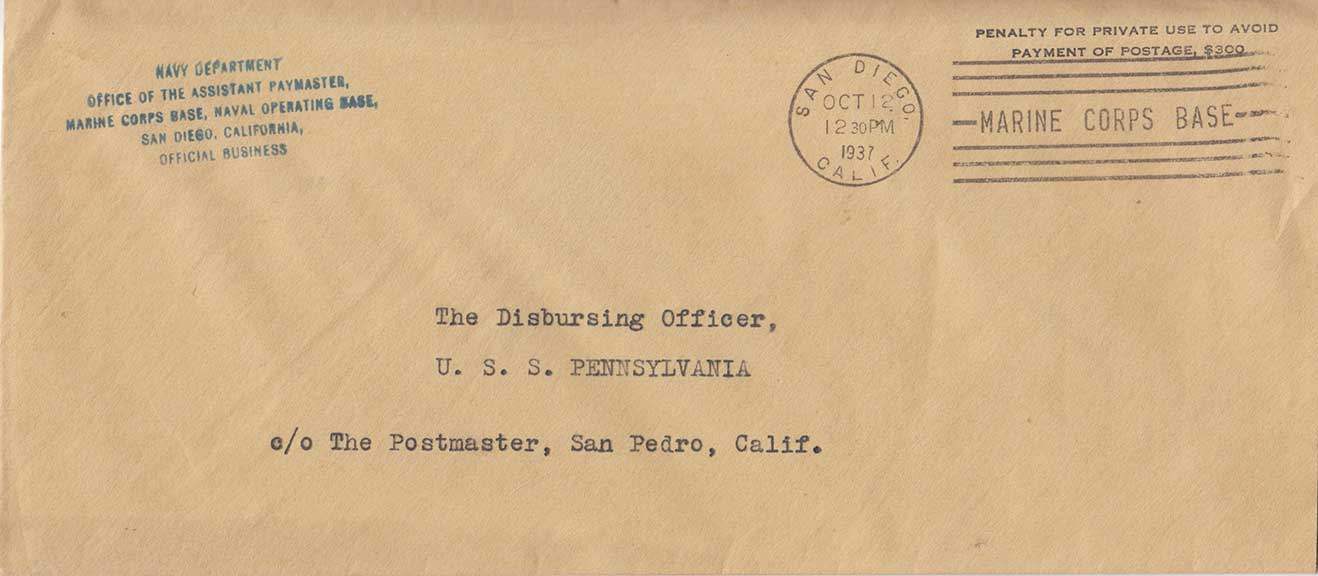 NAVY DEPARTMENT
OFFICE OF THE ASSISTANT PAYMASTER,
MARINE CORPS BASE, NAVAL OPERATING BASE,
SAN DIEGO, CALIFORNIA,
OFFICIAL BUSINESS
PENALTY FOR PRIVATE USE TO AVOID
PAYMENT OF POSTAGE, $300
SAN DIEGO
OCT 12
12 30 PM
1937
CALIF.
MARINE CORPS BASE
The Disbursing Officer,
U. S. S. PENNSYLVANIA
c/o The Postmaster, San Pedro, Calif.